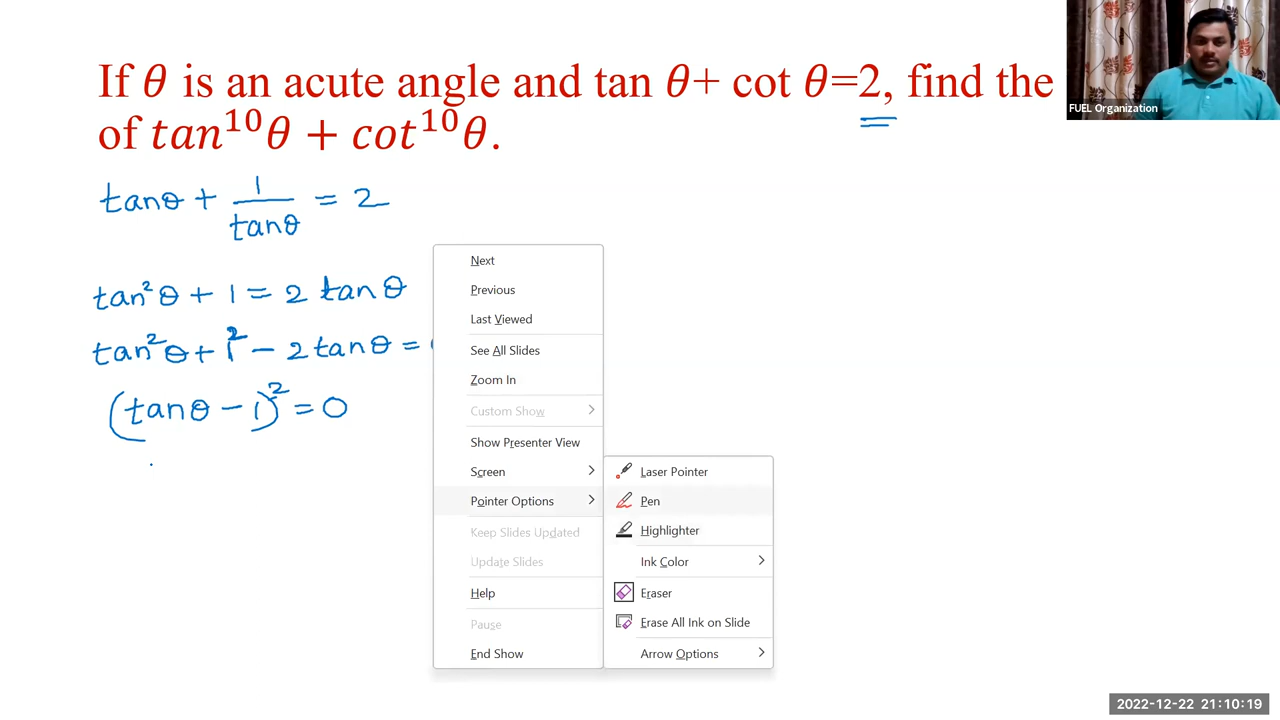 If θ is an acute angle and tan θ+ cot θ=2, find the
of tan¹⁰θ + cot¹⁰θ.
FUEL Organization
tanθ + 1/tanθ = 2
tan²θ + 1 = 2 tanθ
tan²θ + 1² - 2 tanθ =
(tanθ - 1)² = 0
Next
Previous
Last Viewed
See All Slides
Zoom In
Custom Show
Show Presenter View
Screen
Pointer Options
Keep Slides Updated
Update Slides
Help
Pause
End Show
Laser Pointer
Pen
Highlighter
Ink Color
Eraser
Erase All Ink on Slide
Arrow Options
2022-12-22 21:10:19